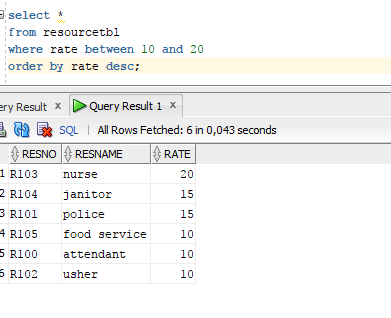 select *
from resourcetbl
where rate between 10 and 20
order by rate desc;
ery Result x Query Result 1 x
SQL | All Rows Fetched: 6 in 0,043 seconds
RESNO RESNAME RATE
1 R103 nurse 20
2 R104 janitor 15
3 R101 police 15
4 R105 food service 10
5 R100 attendant 10
6 R102 usher 10